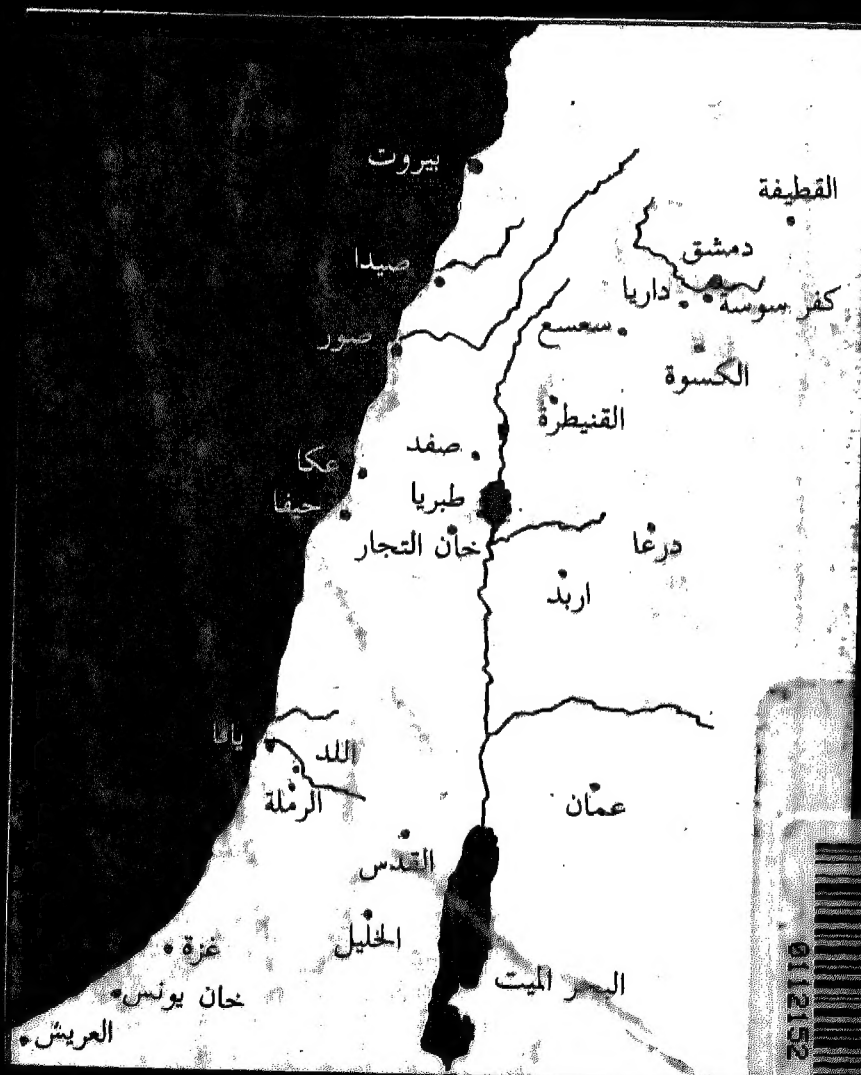 بيروت
القطيفة
دمشق
صيدا
داريا
كفر سوسة
سعسع
صور
الكسوة
القنيطرة
صفد
عكا
طبريا
حيفا
خان التجار
درعا
اربد
يافا
اللد
الرملة
عمان
القدس
الخليل
غزة
البحر الميت
خان يونس
العريش
0112152